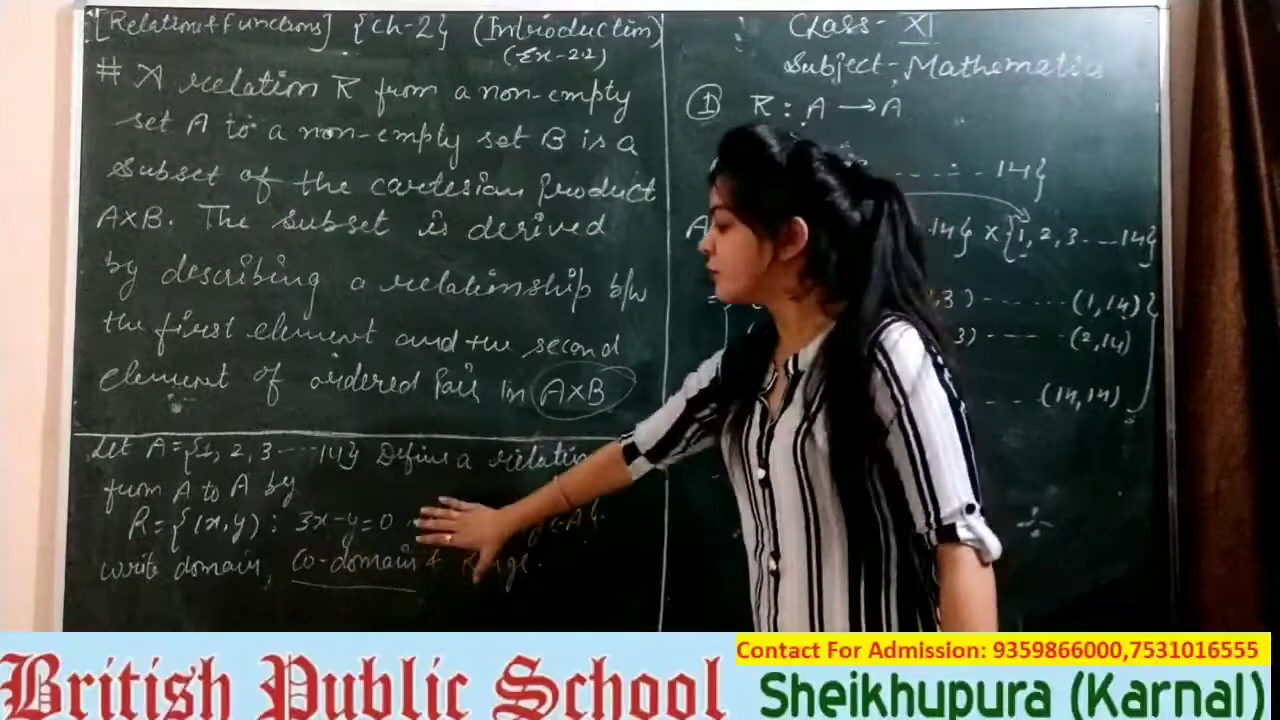 [Relation & Functions] {Ch-2} (Introduction)
(Ex-2.2)
# A relation R from a non-empty
set A to a non-empty set B is a
subset of the cartesian product
A×B. The subset is derived
by describing a relationship b/w
the first element and the second
element of ordered pair in A×B
Let A={1, 2, 3----14} Define a relation
from A to A by
R={(x,y) : 3x-y=0
write domain, co-domain &
Class- XI
Subject- Mathematics
① R : A → A
------14}
14} × {1, 2, 3 - --14}
3) ------ (1,14)}
3) ----- (2,14)
(14,14)
Contact For Admission: 9359866000,7531016555
British Public School
Sheikhupura (Karnal)